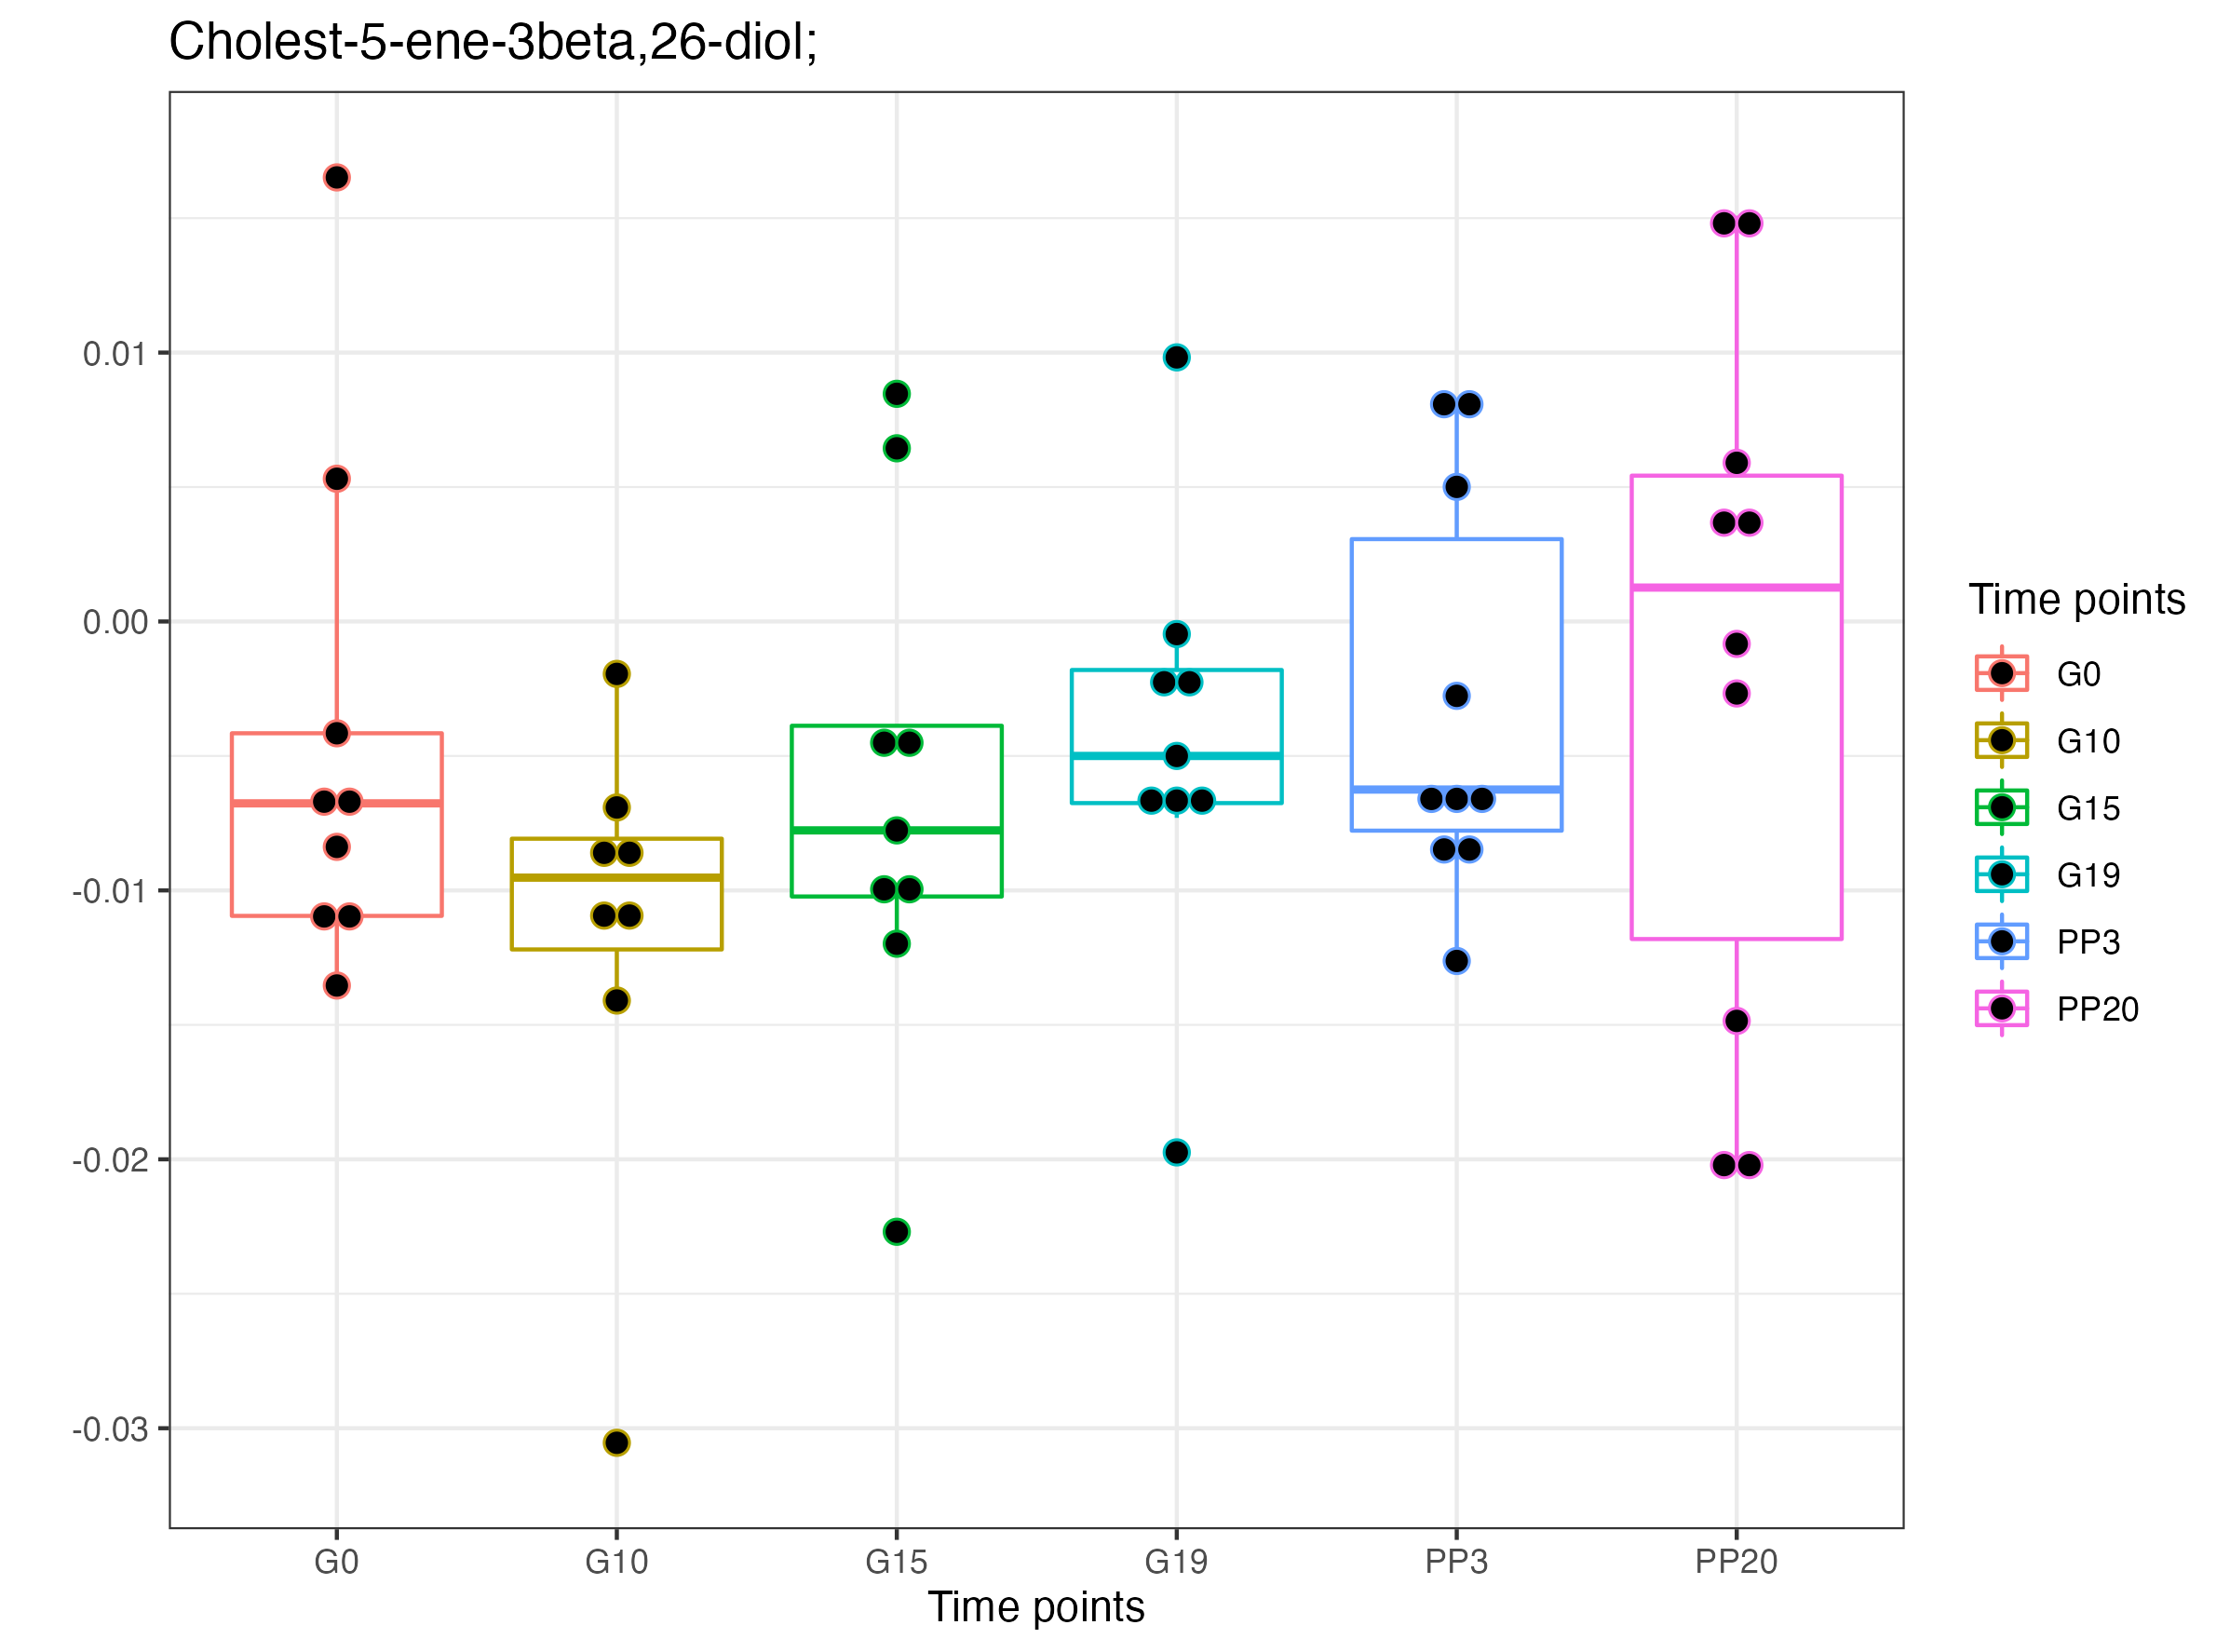 Cholest-5-ene-3beta,26-diol;
0.01
0.00
-0.01
-0.02
-0.03
G0 G10 G15 G19 PP3 PP20
Time points
Time points
G0
G10
G15
G19
PP3
PP20